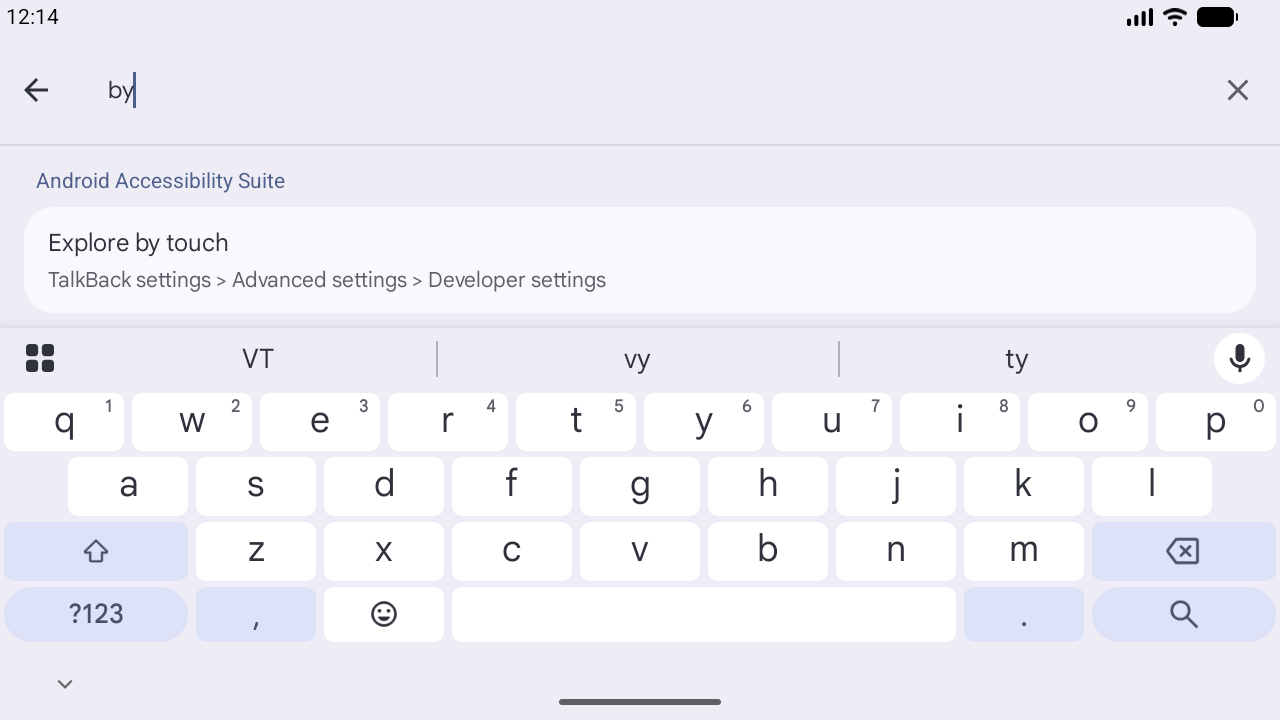 12:14
by
Android Accessibility Suite
Explore by touch
TalkBack settings > Advanced settings > Developer settings
VT vy ty
q 1 w 2 e 3 r 4 t 5 y 6 u 7 i 8 o 9 p 0
a s d f g h j k l
z x c v b n m
?123 , .